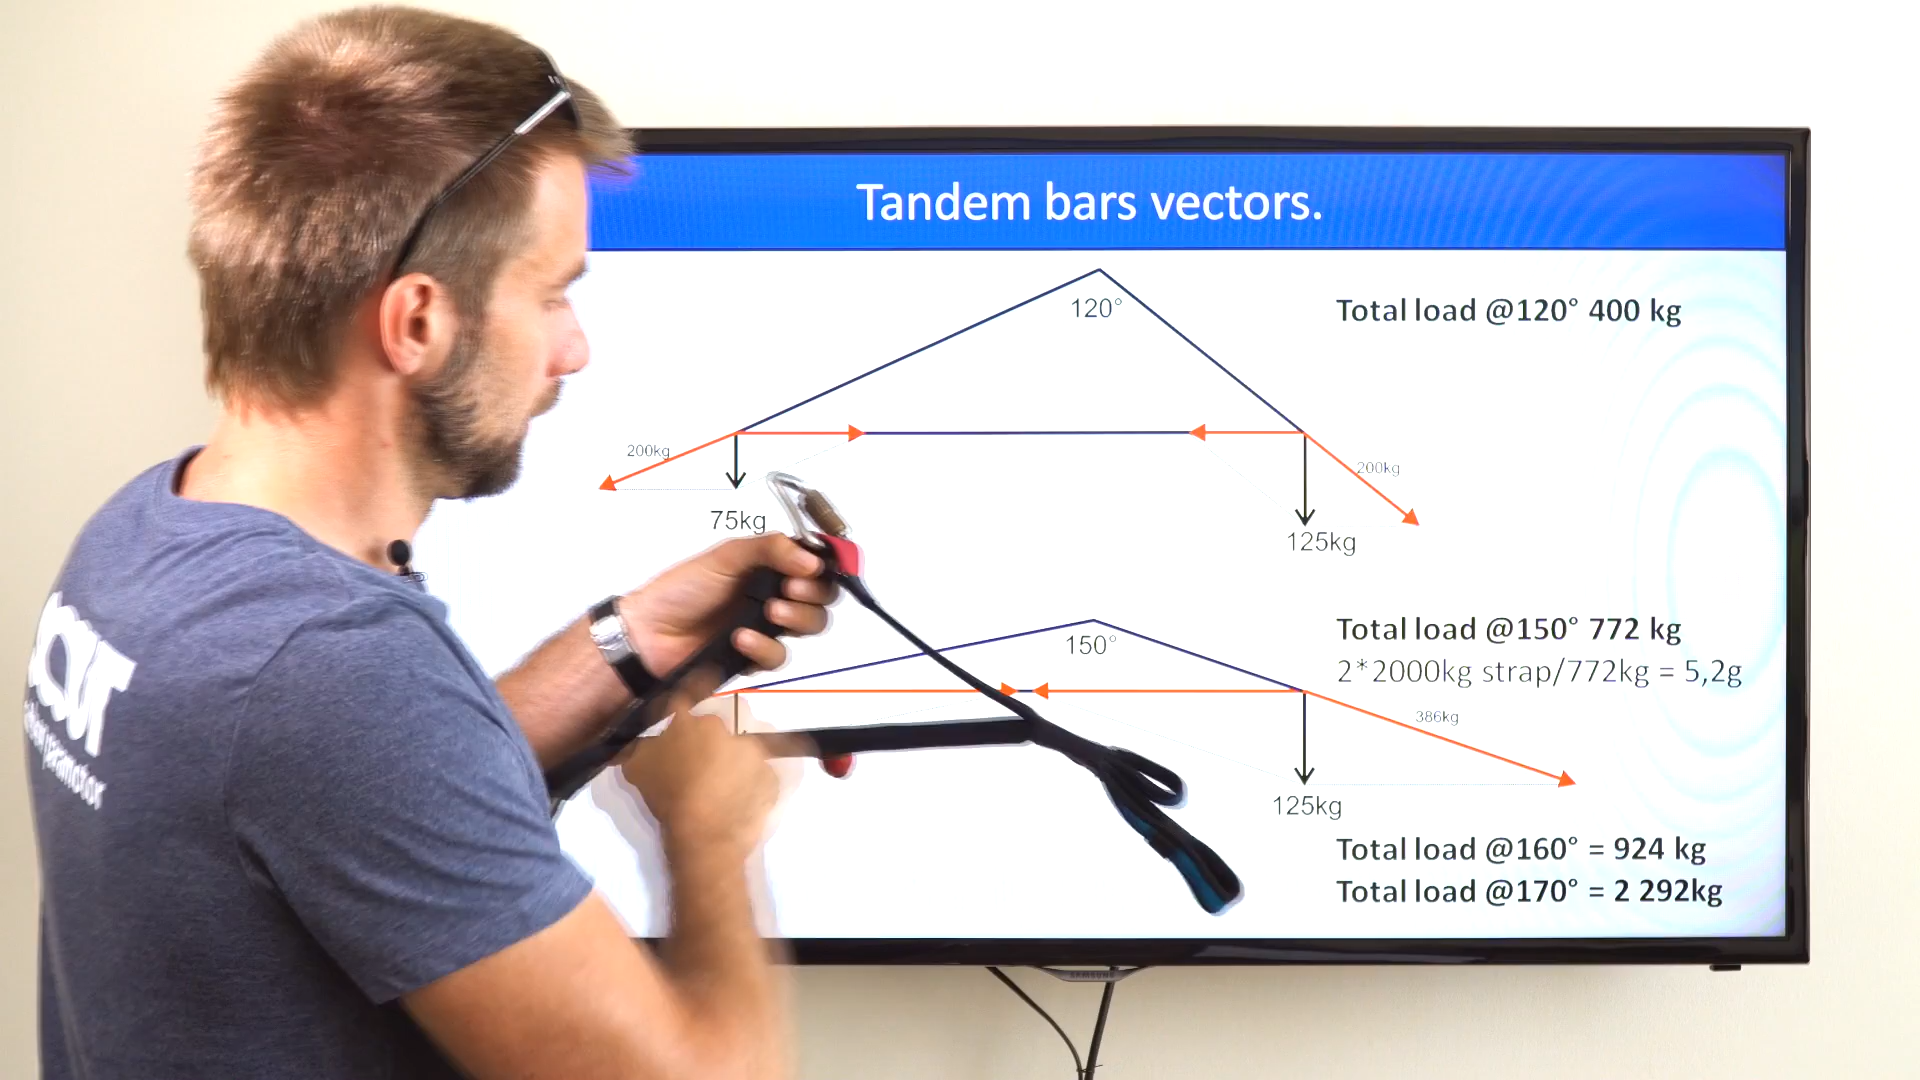 Tandem bars vectors.
120°
Total load @120° 400 kg
200kg
200kg
75kg
125kg
150°
Total load @150° 772 kg
2*2000kg strap/772kg = 5,2g
386kg
125kg
Total load @160° = 924 kg
Total load @170° = 2 292kg
SAMSUNG